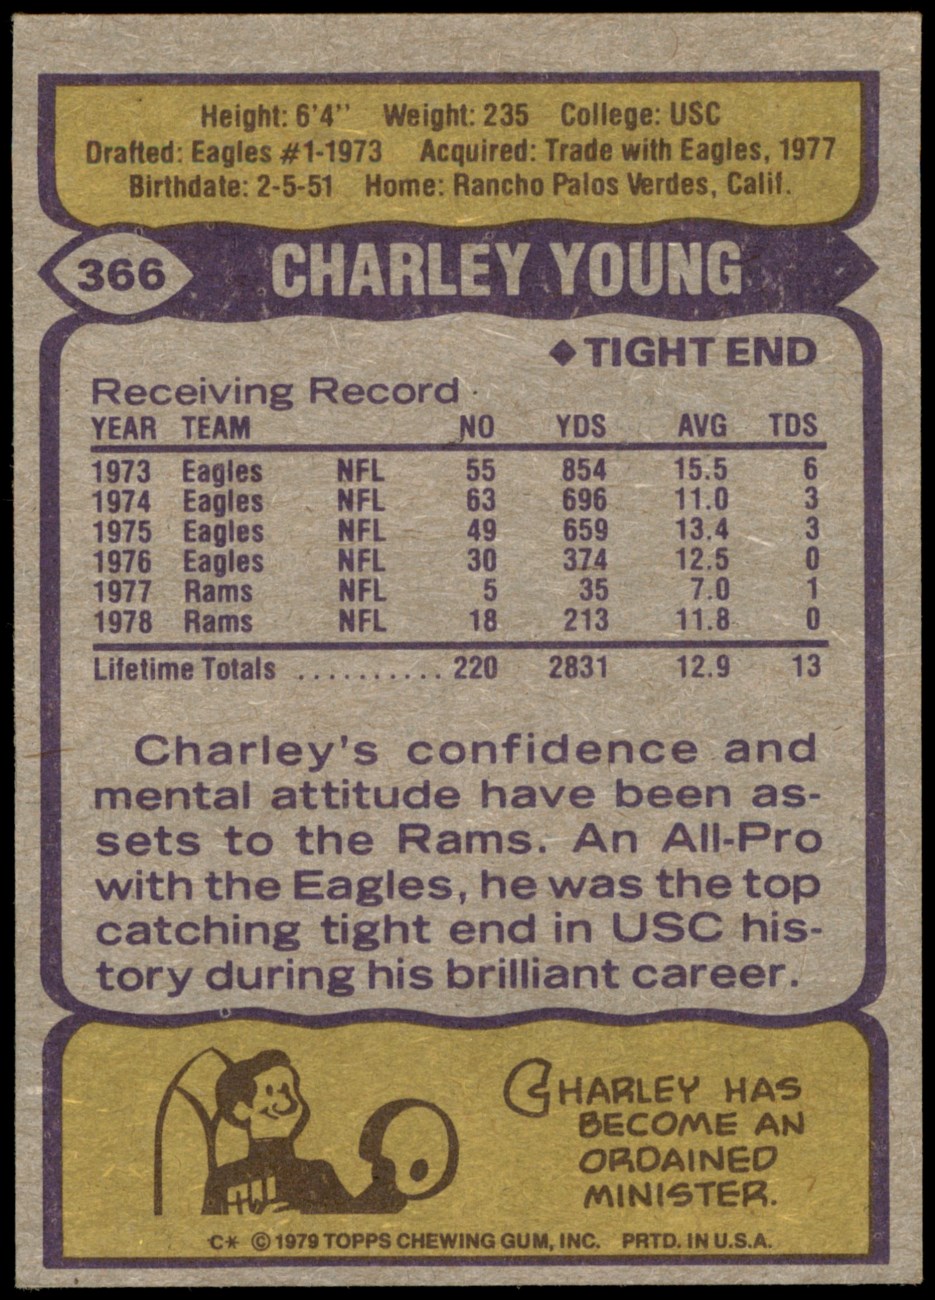 Height: 6'4" Weight: 235 College: USC
Drafted: Eagles #1-1973 Acquired: Trade with Eagles, 1977
Birthdate: 2-5-51 Home: Rancho Palos Verdes, Calif.
366 CHARLEY YOUNG
◆TIGHT END
Receiving Record
YEAR TEAM NO YDS AVG TDS
1973 Eagles NFL 55 854 15.5 6
1974 Eagles NFL 63 696 11.0 3
1975 Eagles NFL 49 659 13.4 3
1976 Eagles NFL 30 374 12.5 0
1977 Rams NFL 5 35 7.0 1
1978 Rams NFL 18 213 11.8 0
Lifetime Totals .......... 220 2831 12.9 13
Charley's confidence and
mental attitude have been as-
sets to the Rams. An All-Pro
with the Eagles, he was the top
catching tight end in USC his-
tory during his brilliant career.
CHARLEY HAS
BECOME AN
ORDAINED
MINISTER.
C* © 1979 TOPPS CHEWING GUM, INC. PRTD. IN U.S.A.